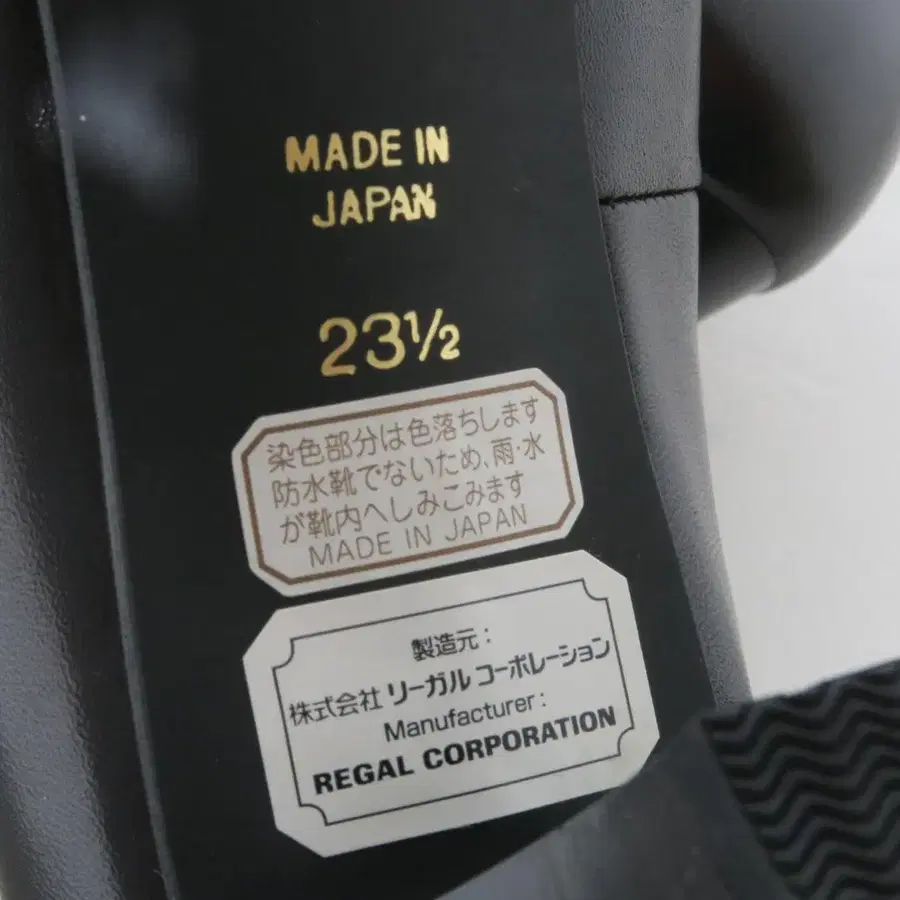 MADE IN
JAPAN
23½
染色部分は色落ちします
防水靴でないため、雨・水
が靴内へしみこみます
MADE IN JAPAN
製造元:
株式会社 リーガル コーポレーション
Manufacturer:
REGAL CORPORATION